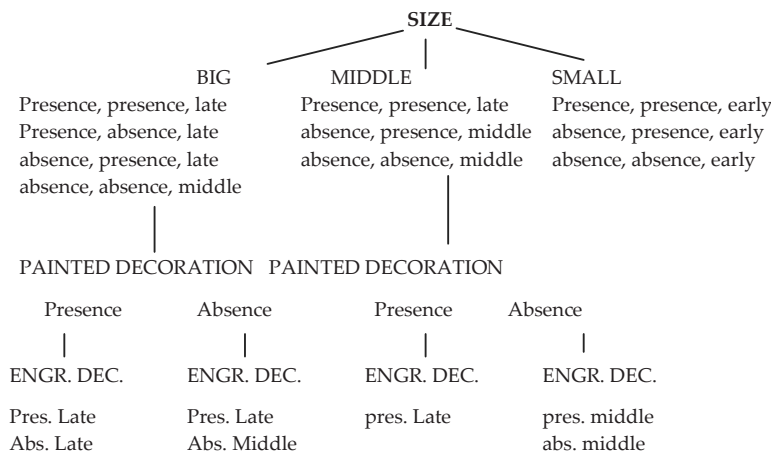 SIZE
BIG MIDDLE SMALL
Presence, presence, late Presence, presence, late Presence, presence, early
Presence, absence, late absence, presence, middle absence, presence, early
absence, presence, late absence, absence, middle absence, absence, early
absence, absence, middle
PAINTED DECORATION PAINTED DECORATION
Presence Absence Presence Absence
ENGR. DEC. ENGR. DEC. ENGR. DEC. ENGR. DEC.
Pres. Late Pres. Late pres. Late pres. middle
Abs. Late Abs. Middle abs. middle